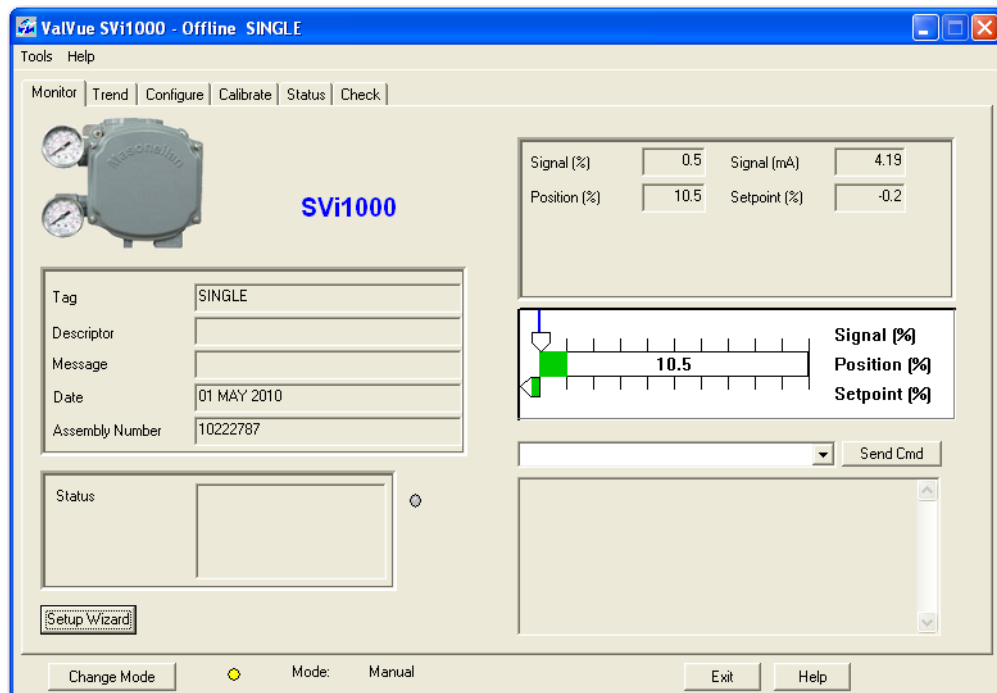 ValVue SVi1000 - Offline SINGLE
Tools Help
Monitor Trend Configure Calibrate Status Check
Masoneilan
SVi1000
Signal (%) 0.5 Signal (mA) 4.19
Position (%) 10.5 Setpoint (%) -0.2
Tag SINGLE
Descriptor
Message
Date 01 MAY 2010
Assembly Number 10222787
Signal (%)
10.5 Position (%)
Setpoint (%)
Send Cmd
Status
Setup Wizard
Change Mode Mode: Manual Exit Help